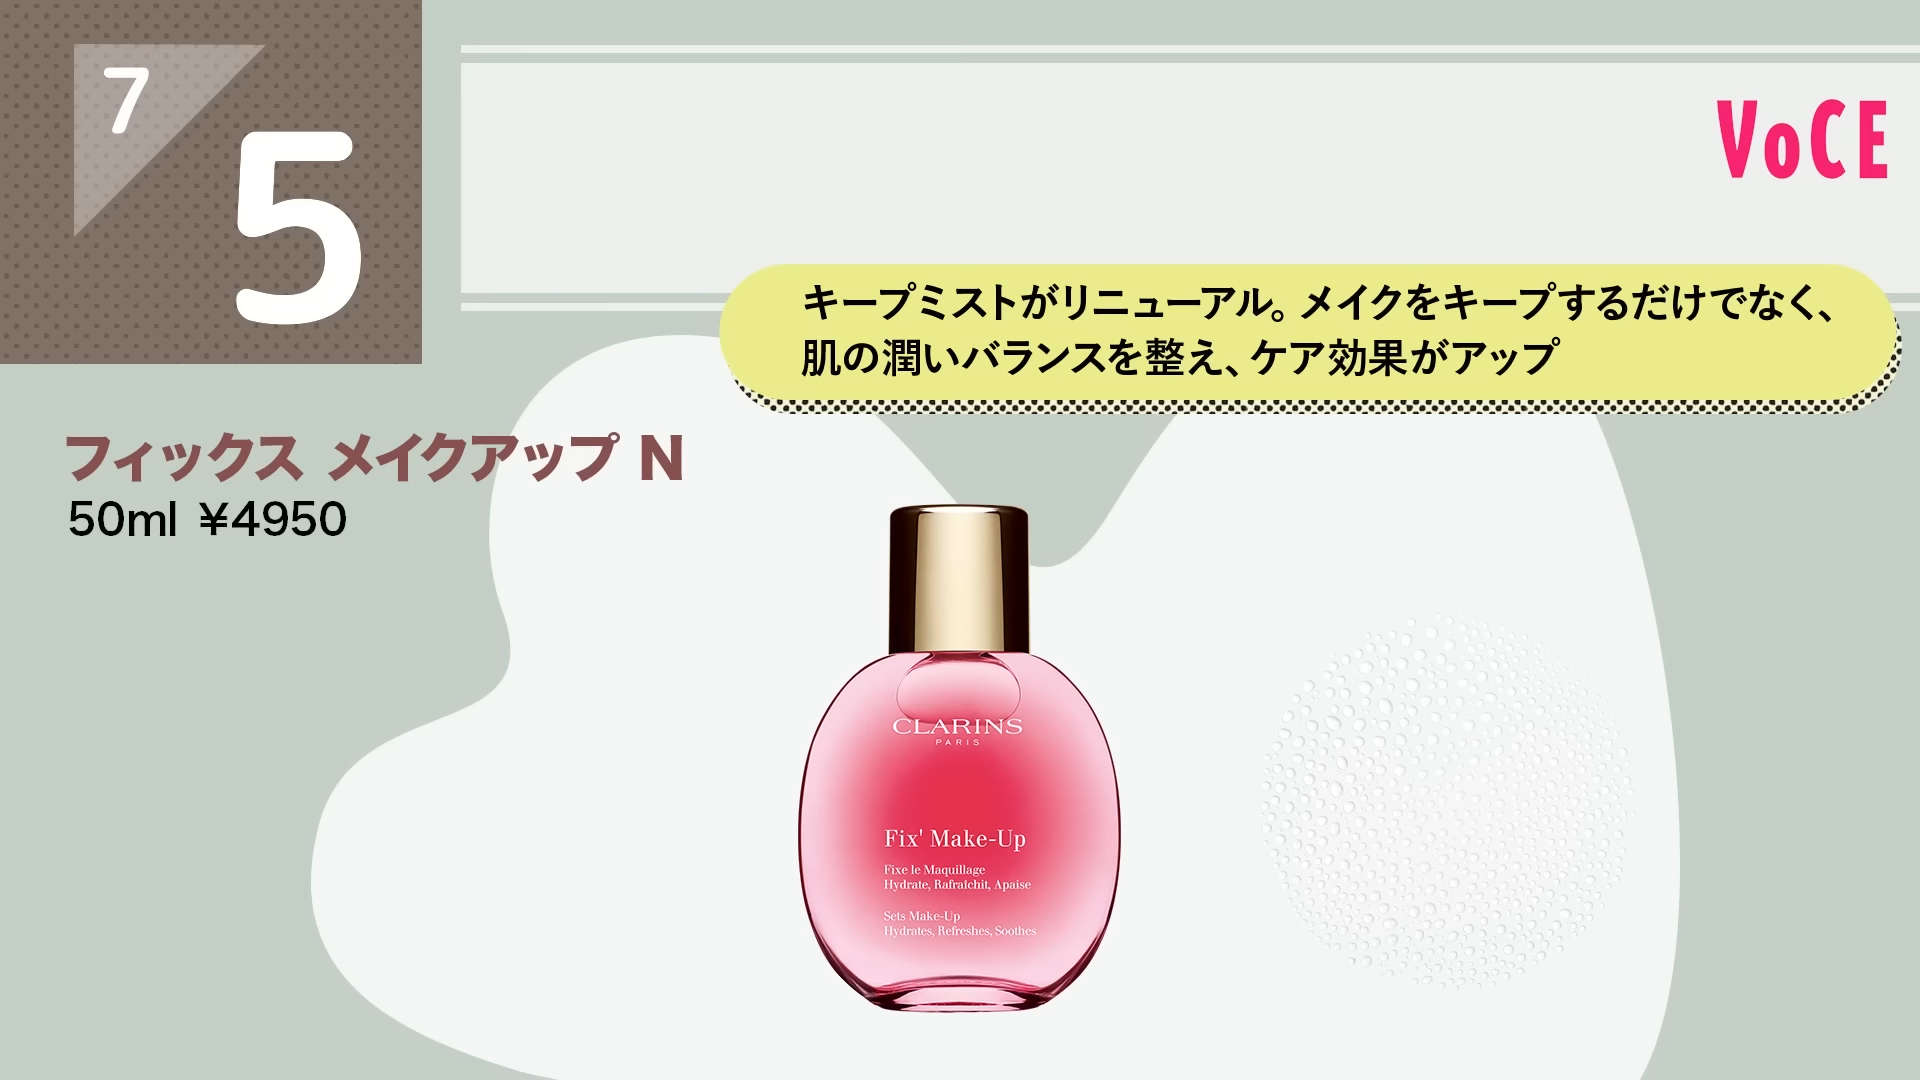 7
5
VoCE
キープミストがリニューアル。メイクをキープするだけでなく、
肌の潤いバランスを整え、ケア効果がアップ
フィックス メイクアップ N
50ml ¥4950
CLARINS
PARIS
Fix' Make-Up
Fixe le Maquillage
Hydrate, Rafraîchit, Apaise
Sets Make-Up
Hydrates, Refreshes, Soothes